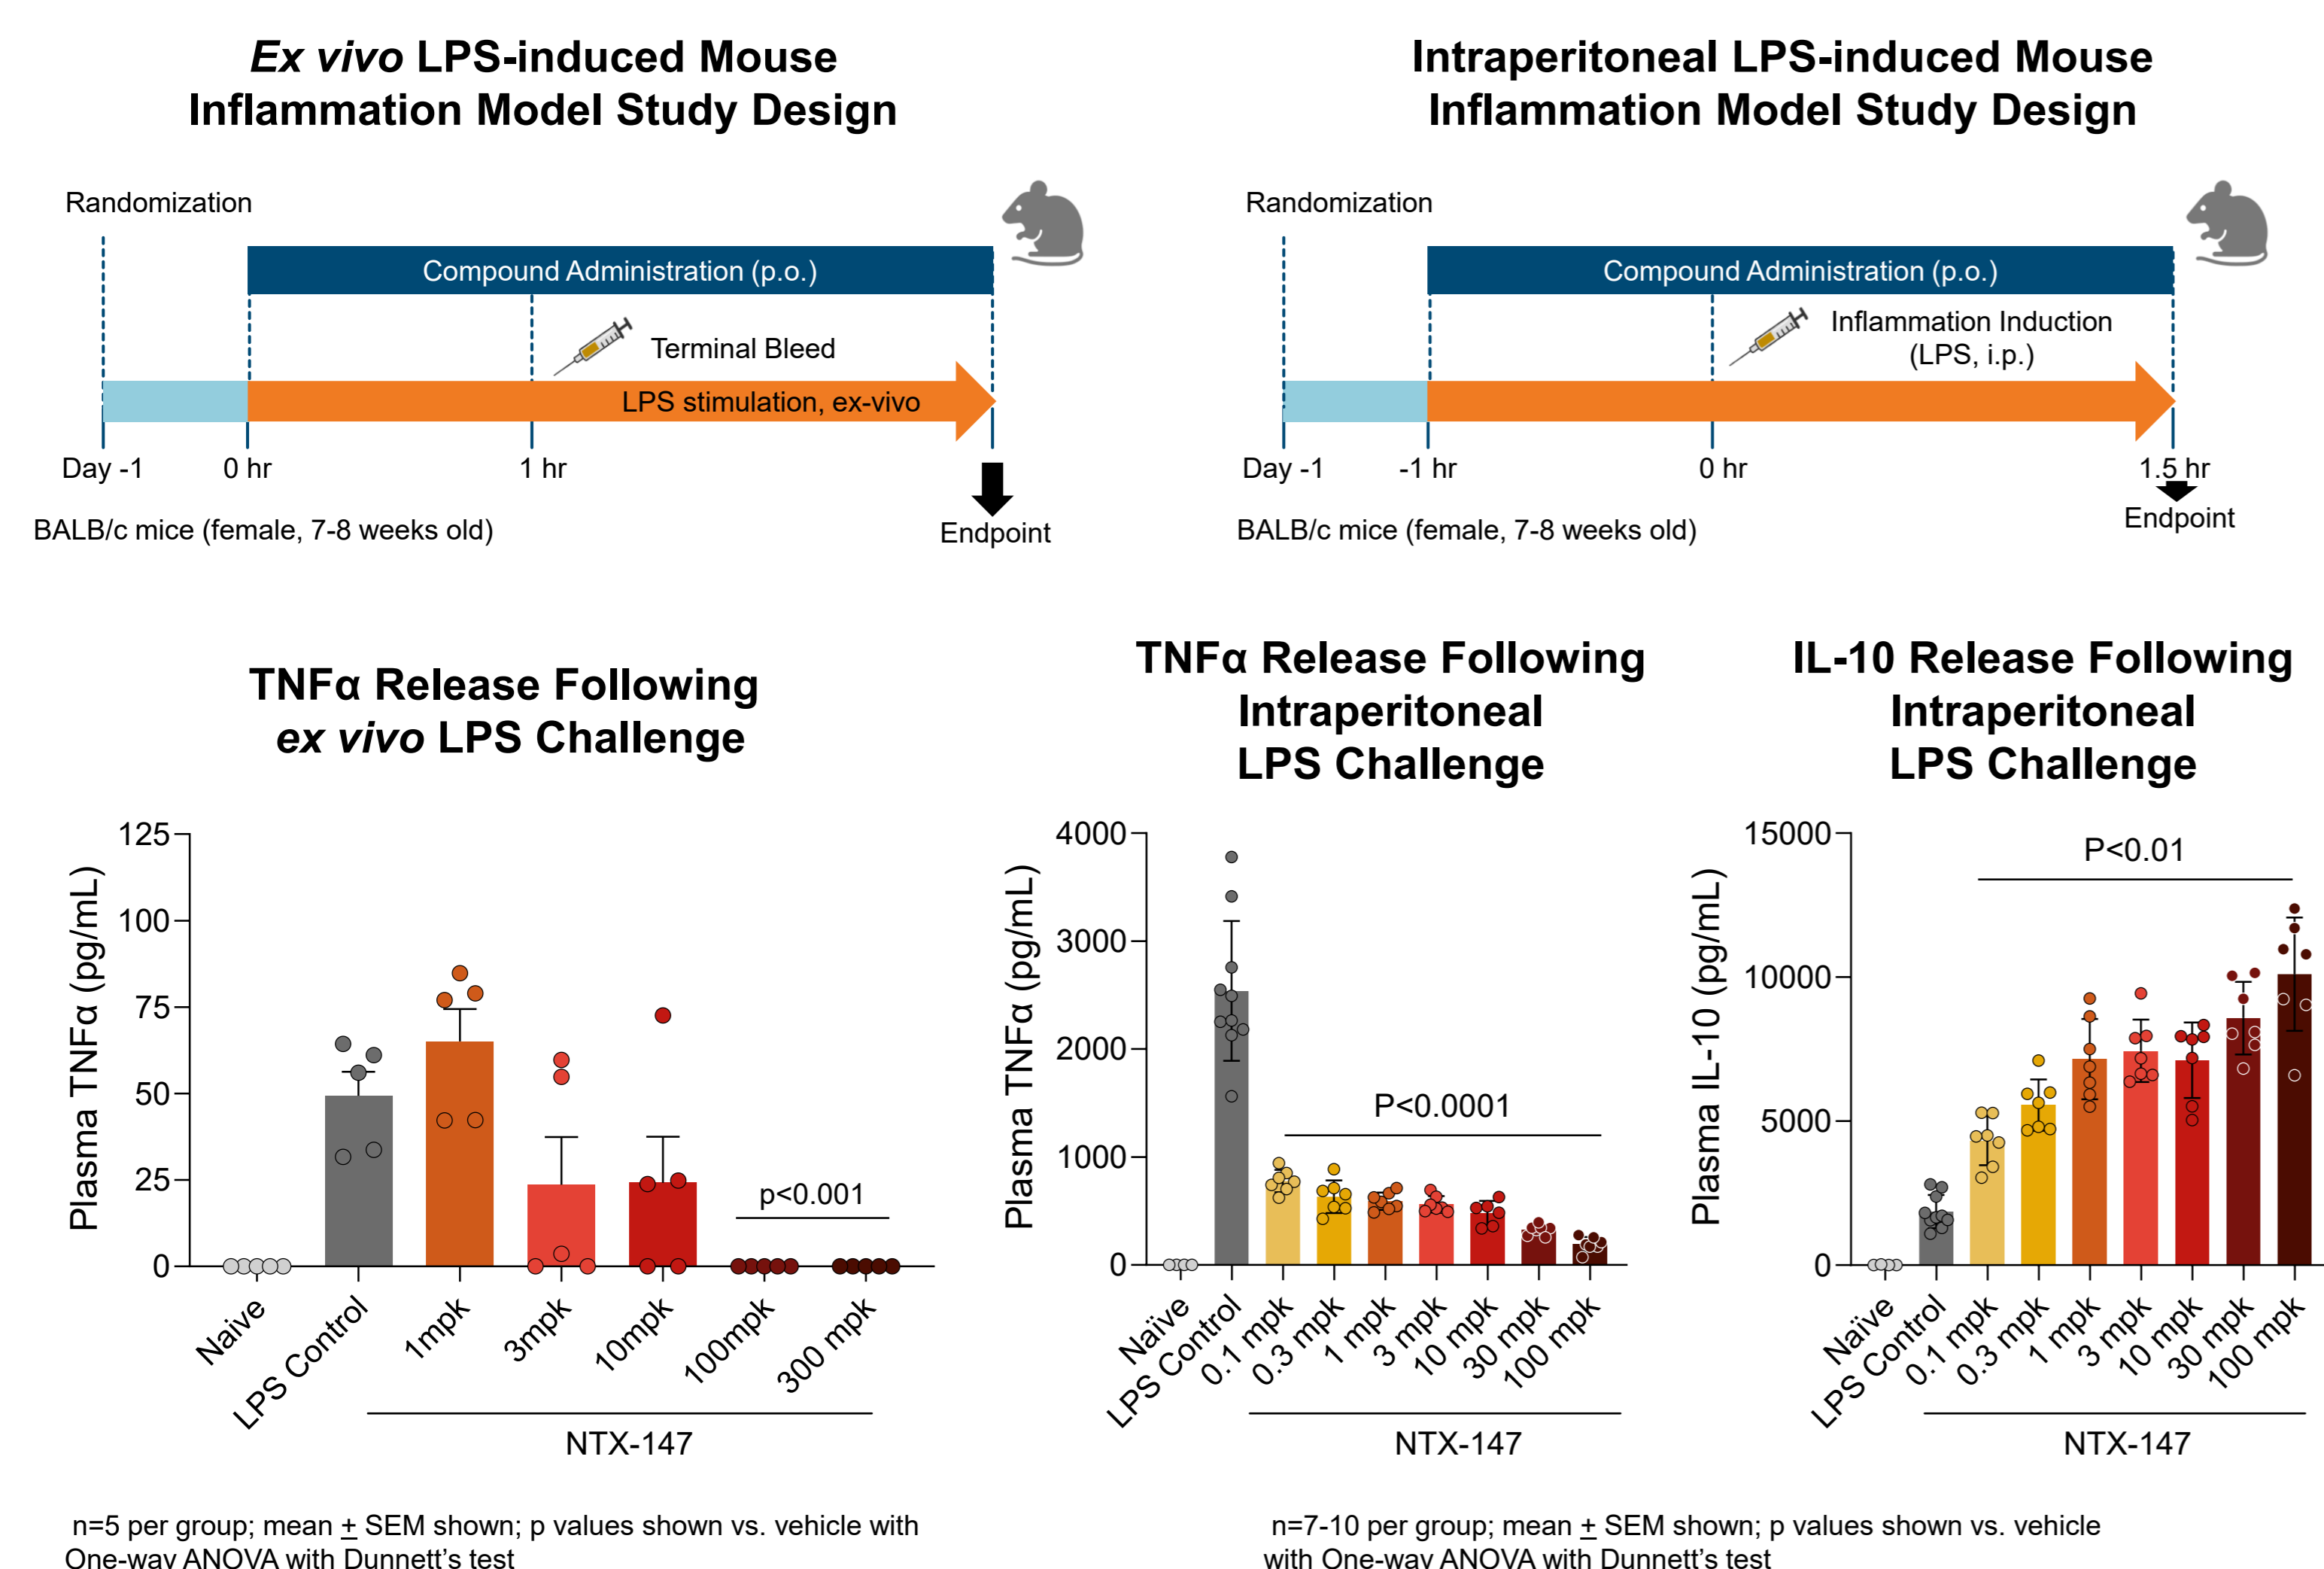 Ex vivo LPS-induced Mouse
Inflammation Model Study Design
Randomization
Compound Administration (p.o.)
Terminal Bleed
LPS stimulation, ex-vivo
Day -1
0 hr
1 hr
Endpoint
BALB/c mice (female, 7-8 weeks old)
Intraperitoneal LPS-induced Mouse
Inflammation Model Study Design
Randomization
Compound Administration (p.o.)
Inflammation Induction
(LPS, i.p.)
Day -1
-1 hr
0 hr
1.5 hr
Endpoint
BALB/c mice (female, 7-8 weeks old)
TNFα Release Following
ex vivo LPS Challenge
Plasma TNFα (pg/mL)
125
100
75
50
25
0
p<0.001
Naive
LPS Control
1mpk
3mpk
10mpk
100mpk
300 mpk
NTX-147
n=5 per group; mean ± SEM shown; p values shown vs. vehicle with
One-way ANOVA with Dunnett's test
TNFα Release Following
Intraperitoneal
LPS Challenge
Plasma TNFα (pg/mL)
4000
3000
2000
1000
0
P<0.0001
Naïve
LPS Control
0.1 mpk
0.3 mpk
1 mpk
3 mpk
10 mpk
30 mpk
100 mpk
NTX-147
IL-10 Release Following
Intraperitoneal
LPS Challenge
Plasma IL-10 (pg/mL)
15000
10000
5000
0
P<0.01
Naïve
LPS Control
0.1 mpk
0.3 mpk
1 mpk
3 mpk
10 mpk
30 mpk
100 mpk
NTX-147
n=7-10 per group; mean ± SEM shown; p values shown vs. vehicle
with One-way ANOVA with Dunnett's test